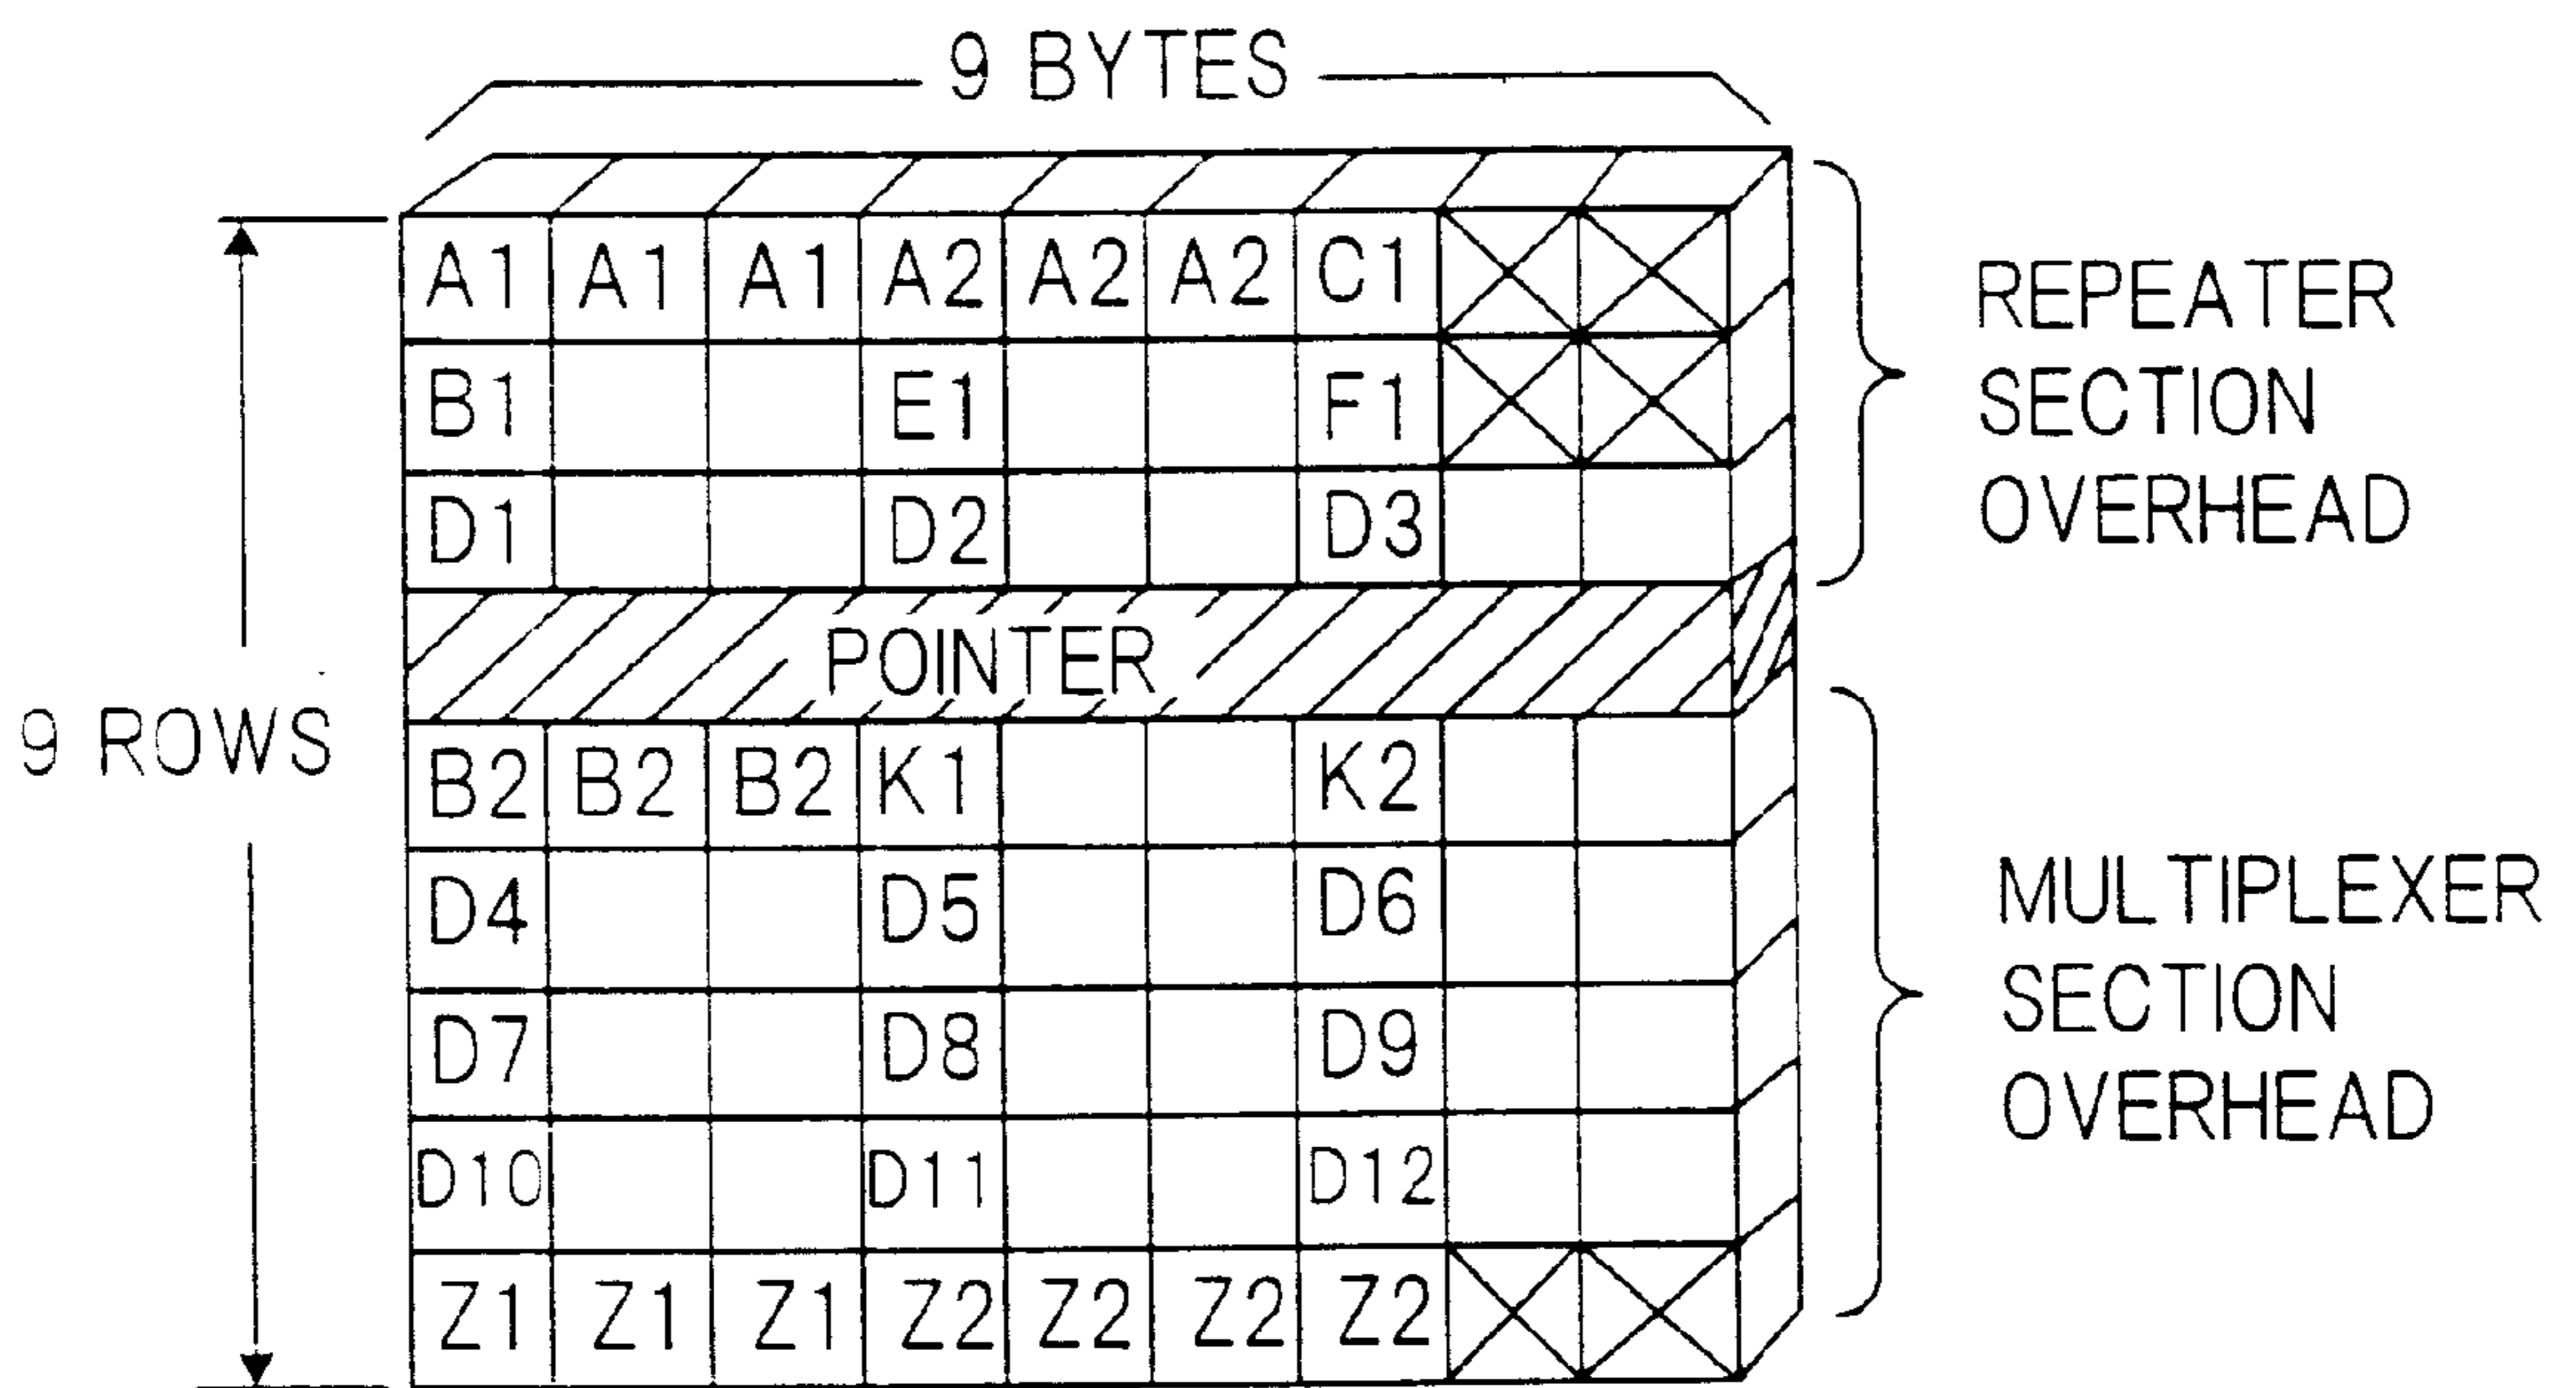 9 BYTES
A1 A1 A1 A2 A2 A2 C1
B1 E1 F1
D1 D2 D3
REPEATER
SECTION
OVERHEAD
POINTER
9 ROWS
B2 B2 B2 K1 K2
D4 D5 D6
D7 D8 D9
D10 D11 D12
Z1 Z1 Z1 Z2 Z2 Z2 Z2
MULTIPLEXER
SECTION
OVERHEAD